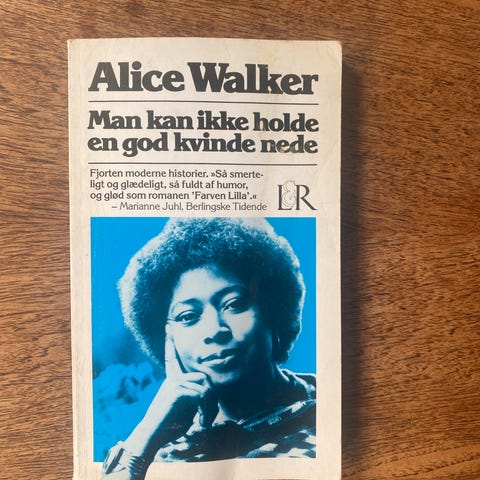 Alice Walker
Man kan ikke holde
en god kvinde nede
Fjorten moderne historier. »Så smerte-
ligt og glædeligt, så fuldt af humor,
og glød som romanen 'Farven Lilla'.«
– Marianne Juhl, Berlingske Tidende
L&R